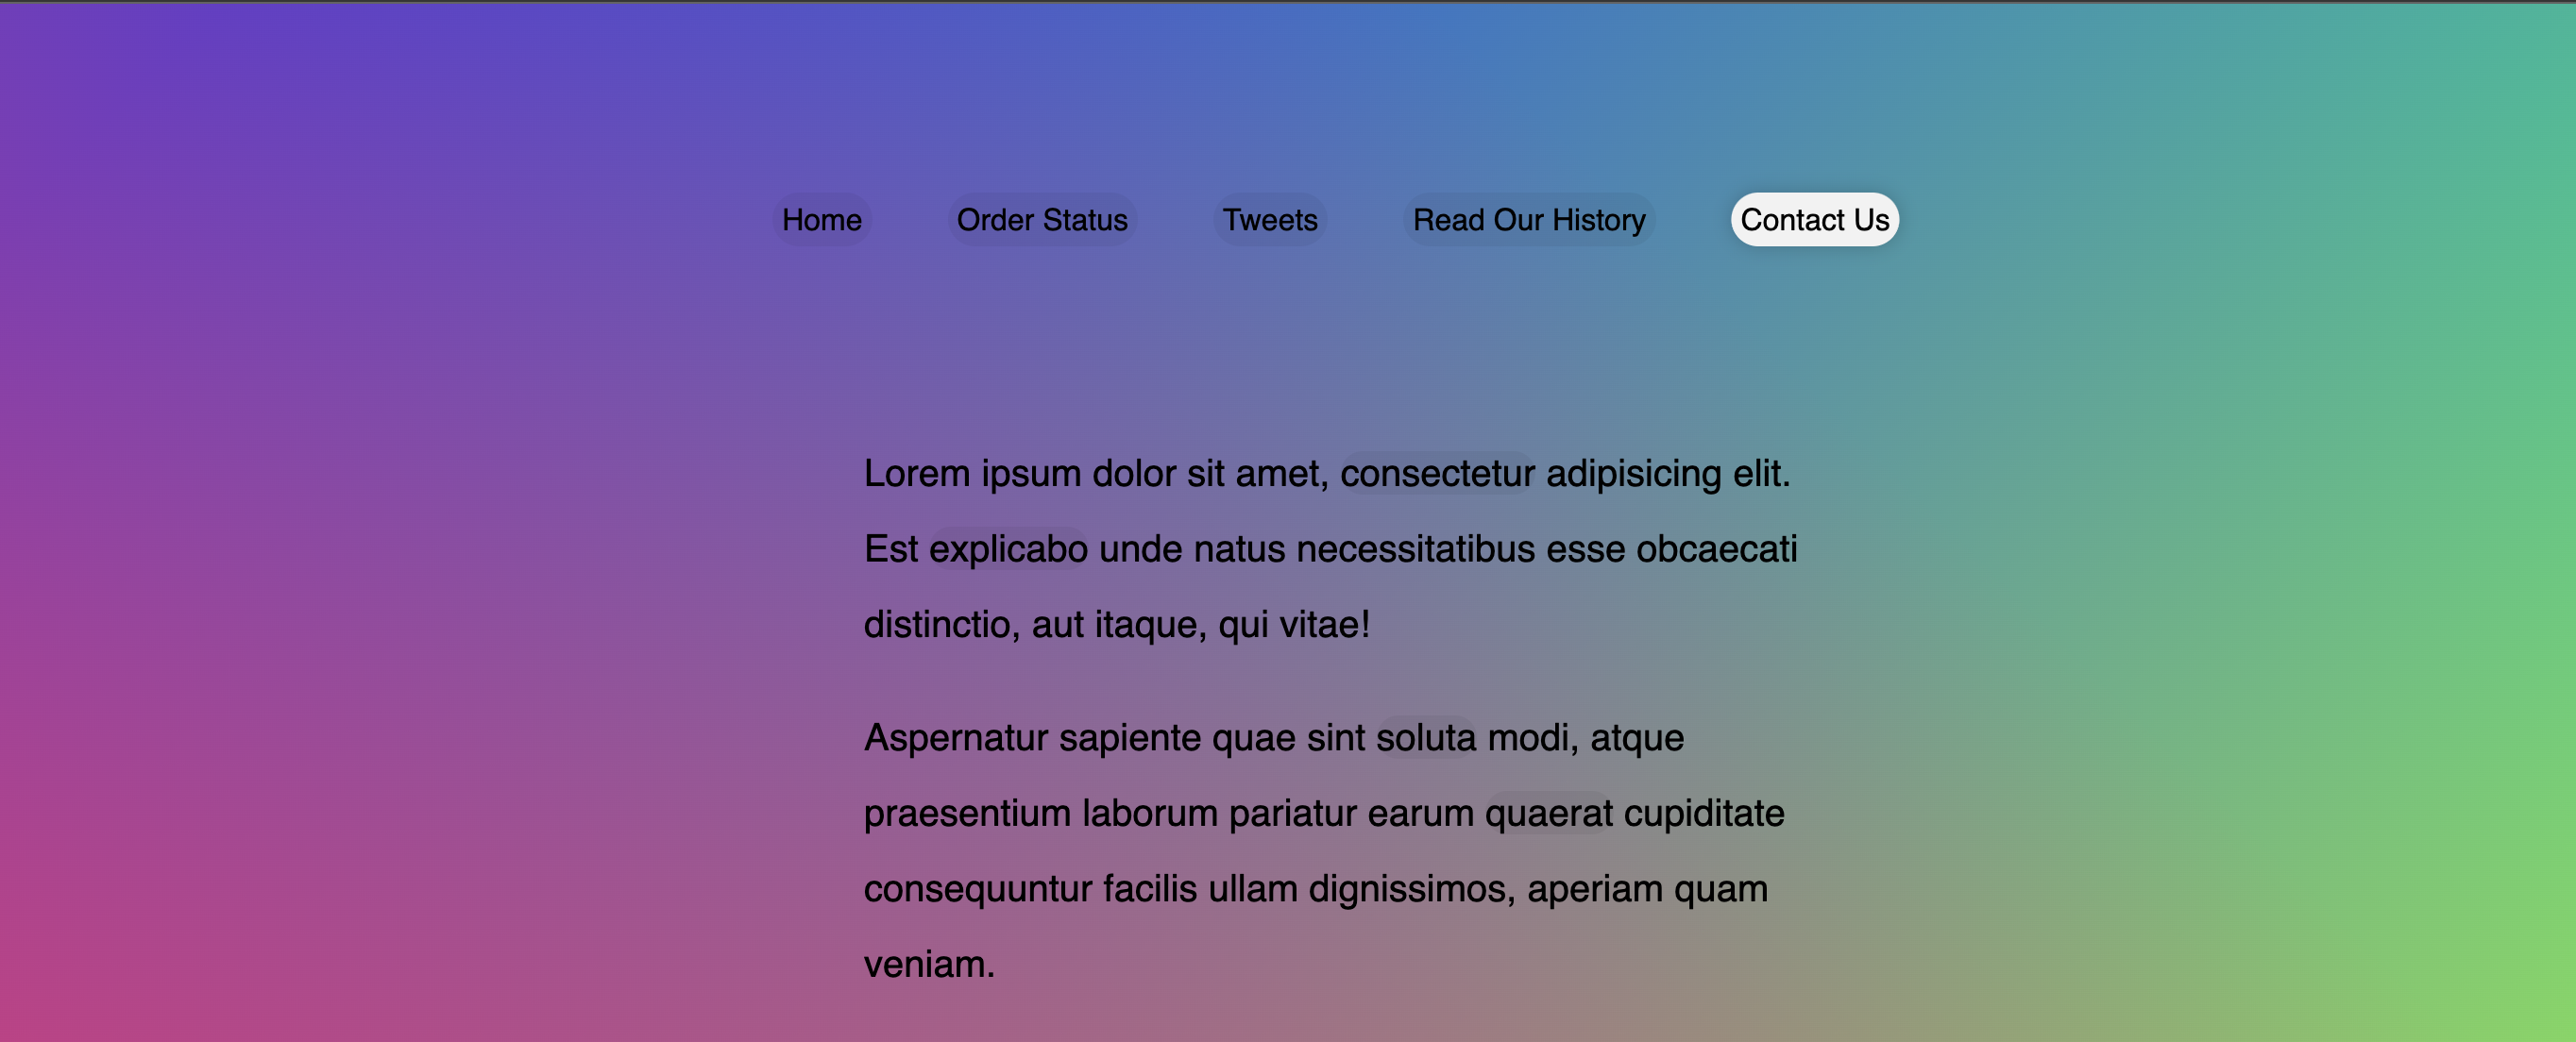 Home Order Status Tweets Read Our History Contact Us
Lorem ipsum dolor sit amet, consectetur adipisicing elit.
Est explicabo unde natus necessitatibus esse obcaecati
distinctio, aut itaque, qui vitae!
Aspernatur sapiente quae sint soluta modi, atque
praesentium laborum pariatur earum quaerat cupiditate
consequuntur facilis ullam dignissimos, aperiam quam
veniam.